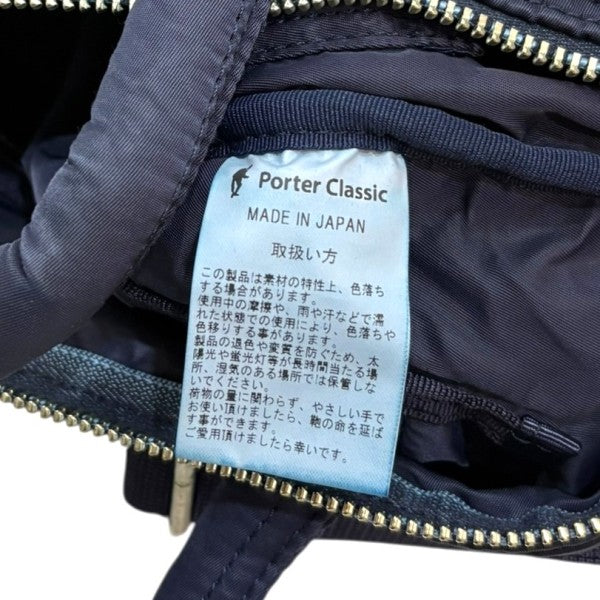 Porter Classic
MADE IN JAPAN
取扱い方
この製品は素材の特性上、色落ち
する場合があります。
使用中の摩擦や、雨や汗などで濡
れた状態での使用により、色落ちや
色移りする事があります。
製品の退色や変質を防ぐため、太
陽光や蛍光灯等が長時間当たる場
所、湿気のある場所では保管しな
いでください。
荷物の量に関わらず、やさしい手で
お使い頂けましたら、鞄の命を延ば
す事ができます。
ご愛用頂けましたら幸いです。